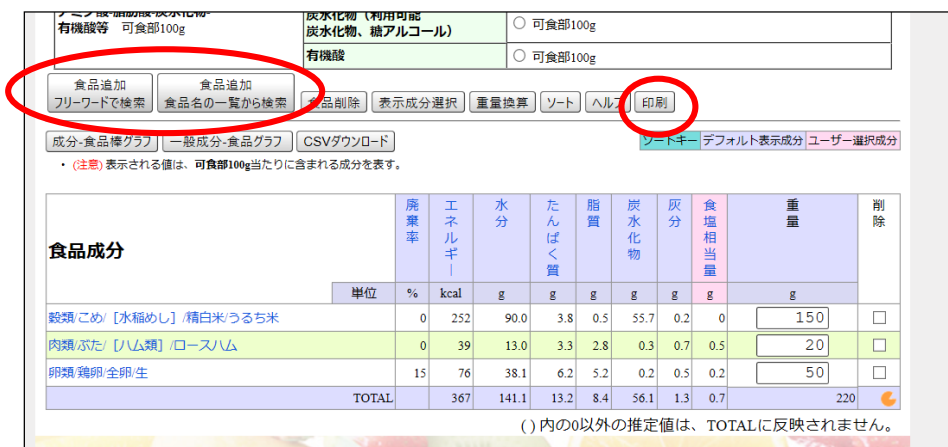 アミノ酸-脂肪酸-炭水化物-
有機酸等 可食部100g
炭水化物（利用可能
炭水化物、糖アルコール）
可食部100g
有機酸
可食部100g
食品追加
フリーワードで検索
食品追加
食品名の一覧から検索
食品削除
表示成分選択
重量換算
ソート
ヘルプ
印刷
成分-食品棒グラフ
一般成分-食品グラフ
CSVダウンロード
ソートキー デフォルト表示成分 ユーザー選択成分
・ (注意) 表示される値は、可食部100g当たりに含まれる成分を表す。
食品成分
廃棄率
エネルギー
水分
たんぱく質
脂質
炭水化物
灰分
食塩相当量
重量
削除
単位 % kcal g g g g g g g
穀類/こめ/［水稲めし］/精白米/うるち米 0 252 90.0 3.8 0.5 55.7 0.2 0 150
肉類/ぶた/［ハム類］/ロースハム 0 39 13.0 3.3 2.8 0.3 0.7 0.5 20
卵類/鶏卵/全卵/生 15 76 38.1 6.2 5.2 0.2 0.5 0.2 50
TOTAL 367 141.1 13.2 8.4 56.1 1.3 0.7 220
( ) 内の0以外の推定値は、TOTALに反映されません。